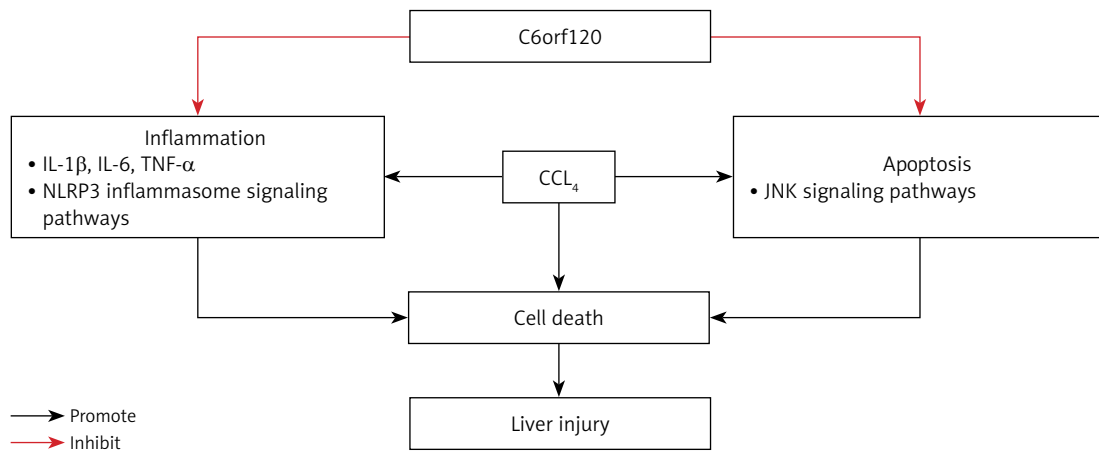 C6orf120
Inflammation
• IL-1β, IL-6, TNF-α
• NLRP3 inflammasome signaling
pathways
CCL₄
Apoptosis
• JNK signaling pathways
Cell death
Liver injury
Promote
Inhibit